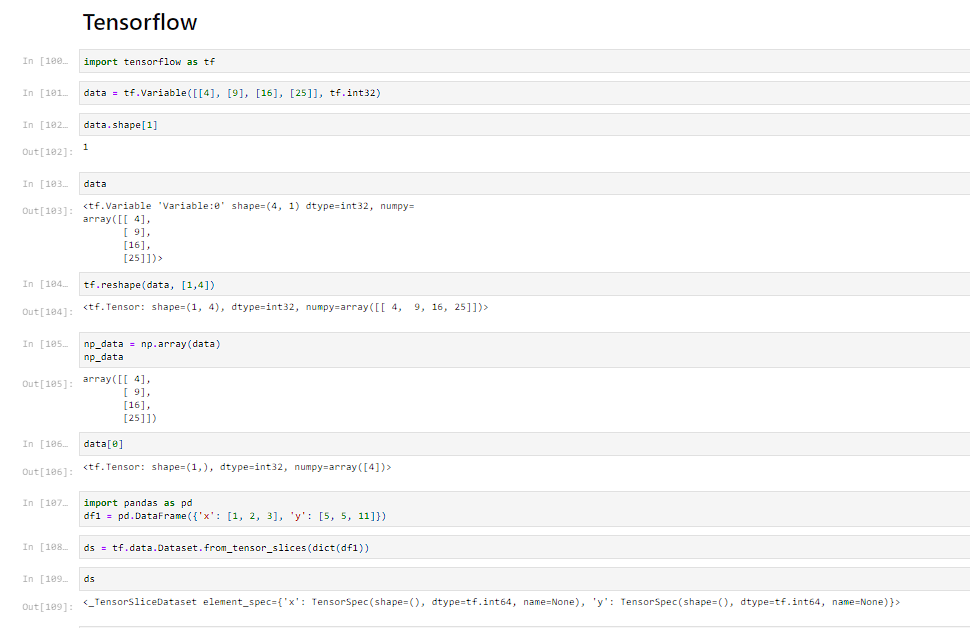 Tensorflow
In [100…
import tensorflow as tf
In [101…
data = tf.Variable([[4], [9], [16], [25]], tf.int32)
In [102…
data.shape[1]
Out[102]:
1
In [103…
data
Out[103]:
<tf.Variable 'Variable:0' shape=(4, 1) dtype=int32, numpy=
array([[ 4],
       [ 9],
       [16],
       [25]])>
In [104…
tf.reshape(data, [1,4])
Out[104]:
<tf.Tensor: shape=(1, 4), dtype=int32, numpy=array([[ 4,  9, 16, 25]])>
In [105…
np_data = np.array(data)
np_data
Out[105]:
array([[ 4],
       [ 9],
       [16],
       [25]])
In [106…
data[0]
Out[106]:
<tf.Tensor: shape=(1,), dtype=int32, numpy=array([4])>
In [107…
import pandas as pd
df1 = pd.DataFrame({'x': [1, 2, 3], 'y': [5, 5, 11]})
In [108…
ds = tf.data.Dataset.from_tensor_slices(dict(df1))
In [109…
ds
Out[109]:
<_TensorSliceDataset element_spec={'x': TensorSpec(shape=(), dtype=tf.int64, name=None), 'y': TensorSpec(shape=(), dtype=tf.int64, name=None)}>